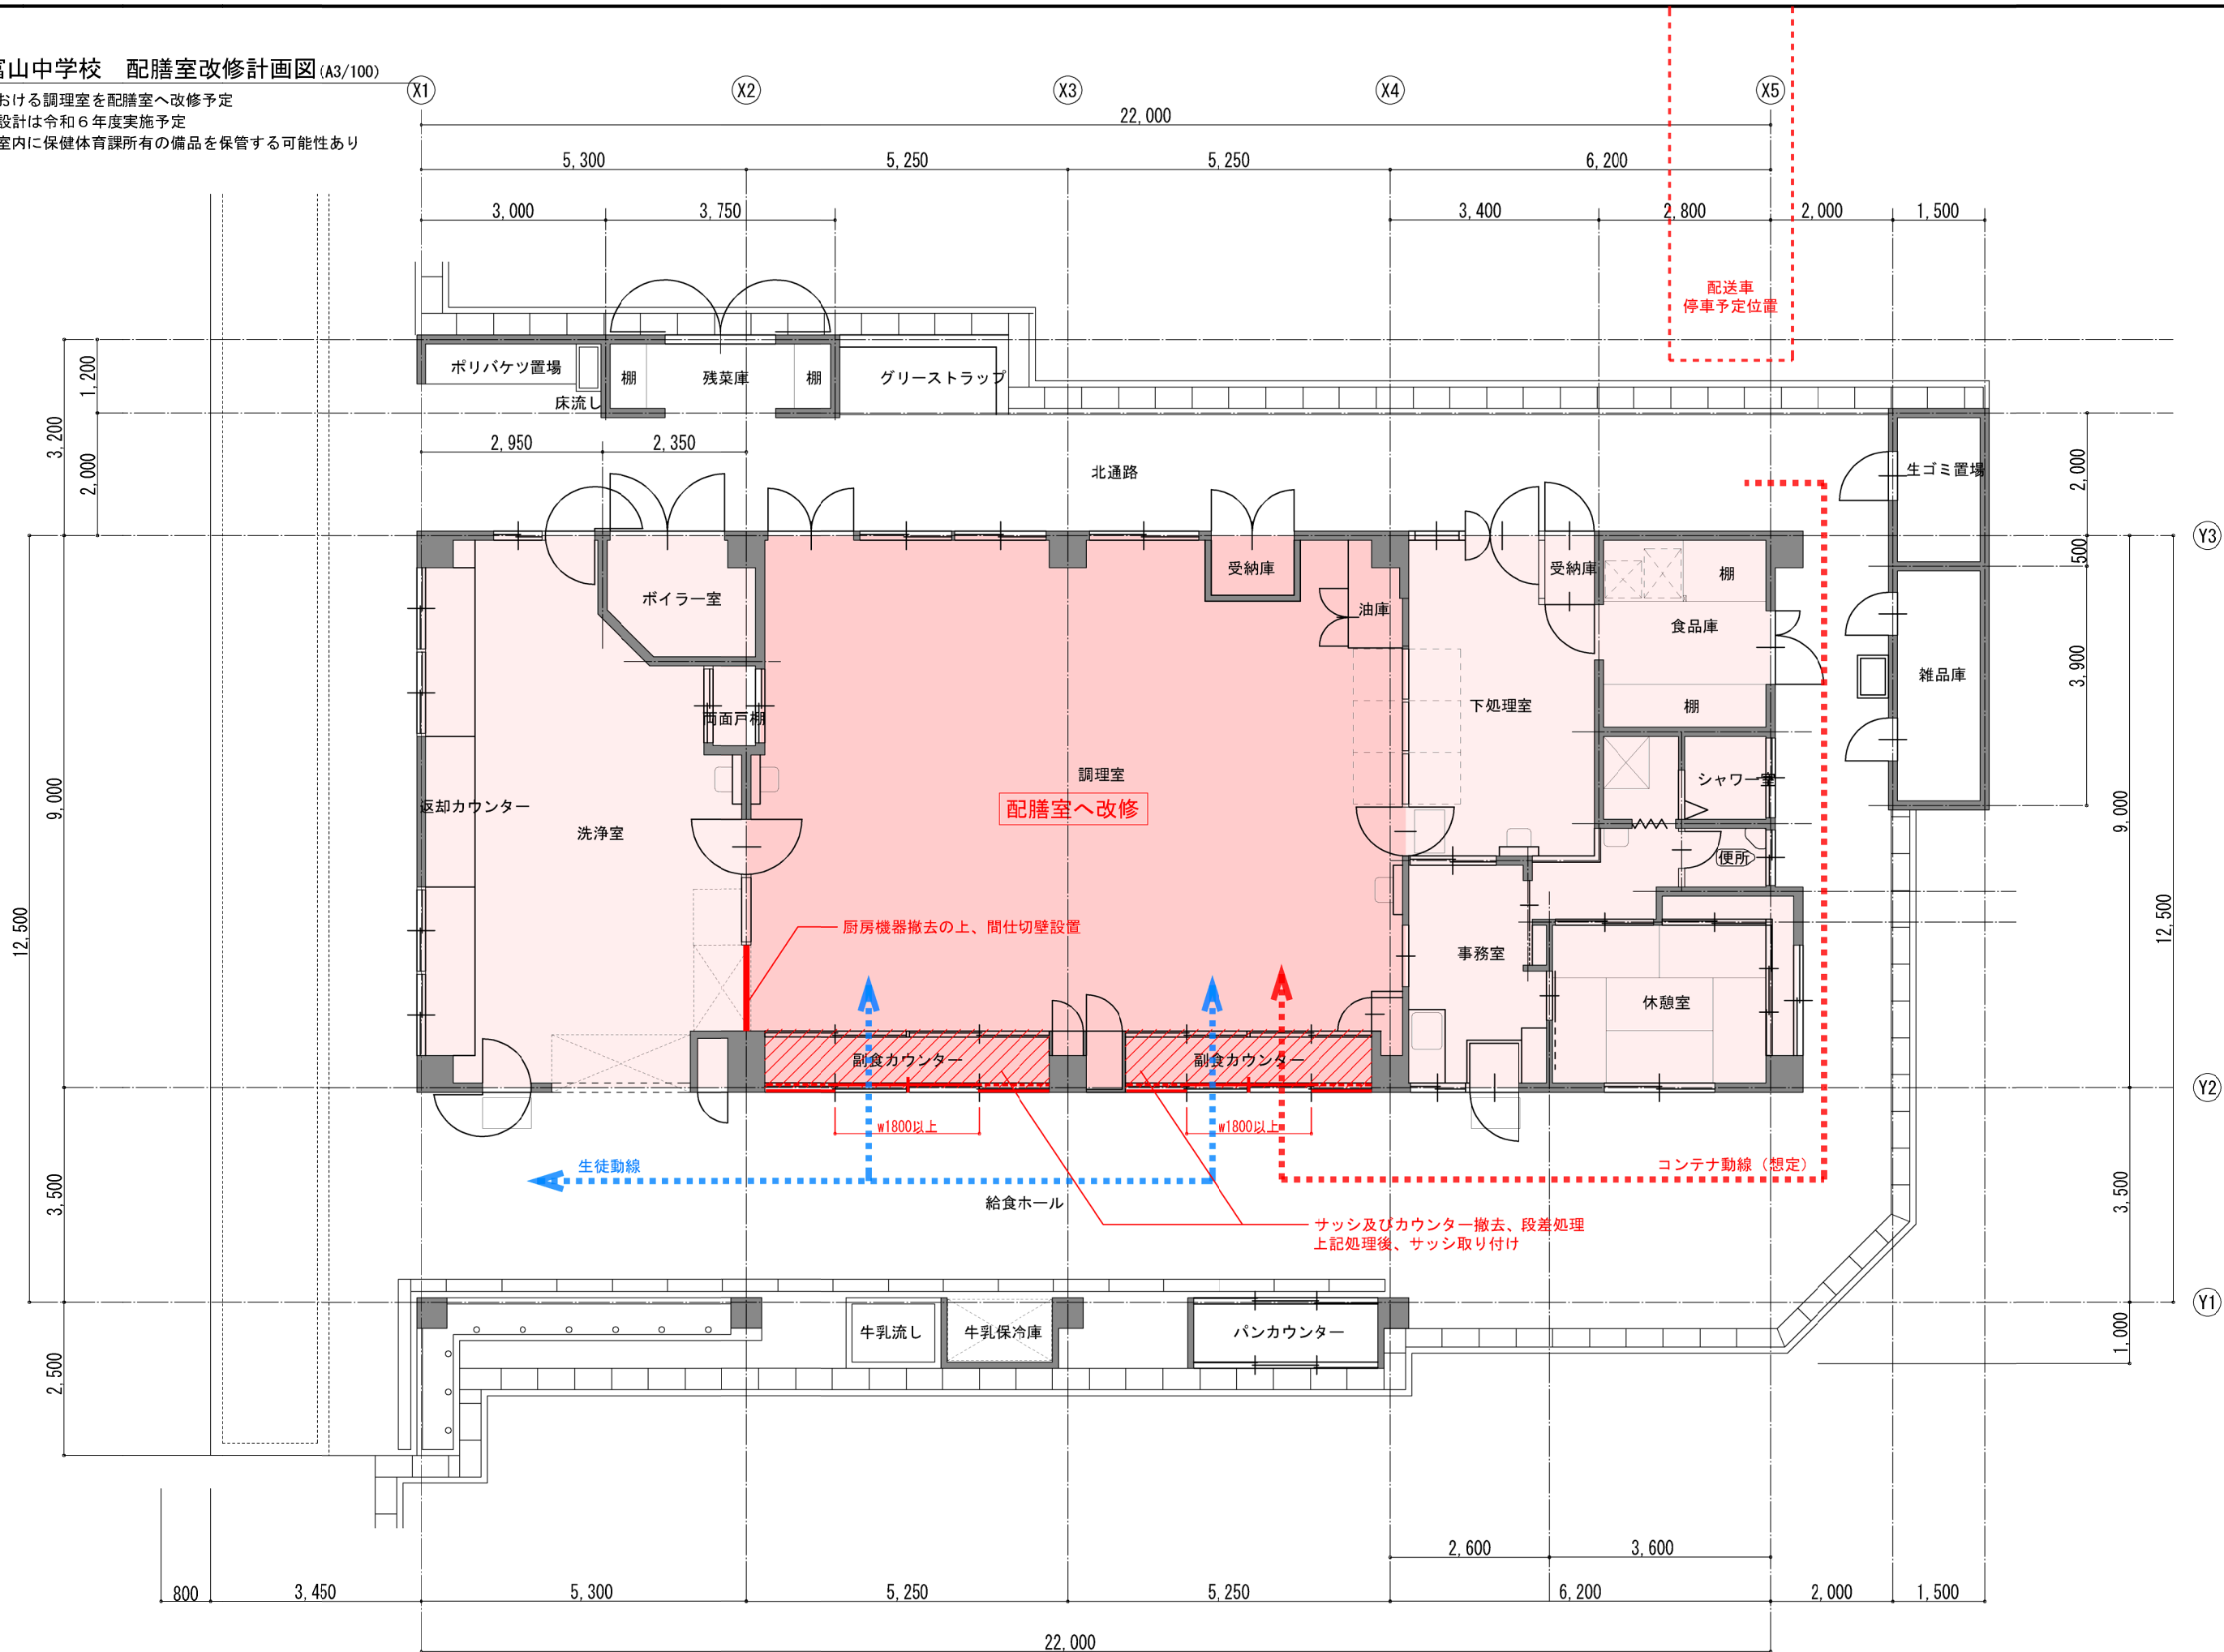 富山中学校　配膳室改修計画図(A3/100)
おける調理室を配膳室へ改修予定
設計は令和６年度実施予定
室内に保健体育課所有の備品を保管する可能性あり
X1 X2 X3 X4 X5
22,000
5,300 5,250 5,250 6,200
3,000 3,750 3,400 2,800 2,000 1,500
配送車
停車予定位置
1,200
3,200
2,000
ポリバケツ置場
棚 残菜庫 棚
グリーストラップ
床流し
2,950 2,350
北通路
生ゴミ置場
2,000
Y3
500
受納庫
受納庫
棚
ボイラー室
油庫
食品庫
3,900
雑品庫
両面戸棚
下処理室
棚
調理室
シャワー室
配膳室へ改修
返却カウンター
洗浄室
9,000
9,000
便所
厨房機器撤去の上、間仕切壁設置
12,500
12,500
事務室
休憩室
副食カウンター
副食カウンター
Y2
w1800以上
w1800以上
生徒動線
コンテナ動線（想定）
3,500
3,500
給食ホール
サッシ及びカウンター撤去、段差処理
上記処理後、サッシ取り付け
Y1
牛乳流し
牛乳保冷庫
パンカウンター
1,000
2,500
2,600 3,600
800 3,450 5,300 5,250 5,250 6,200 2,000 1,500
22,000